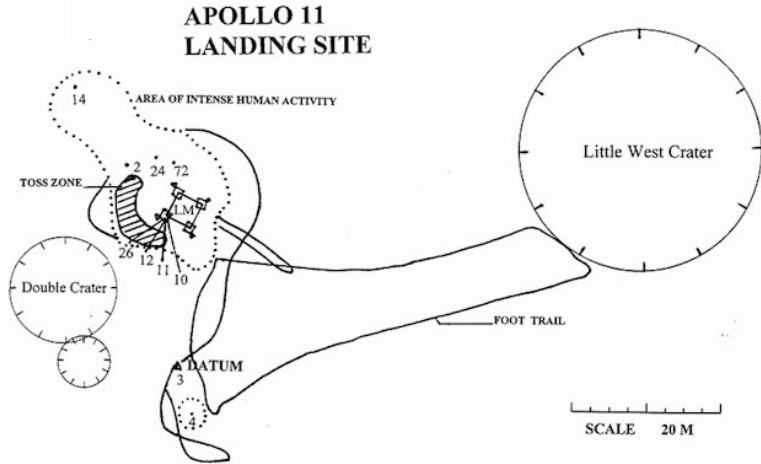 APOLLO 11
LANDING SITE
14
AREA OF INTENSE HUMAN ACTIVITY
2
24
72
TOSS ZONE
LM
26
12
11
10
Little West Crater
Double Crater
FOOT TRAIL
DATUM
3
4
SCALE 20 M